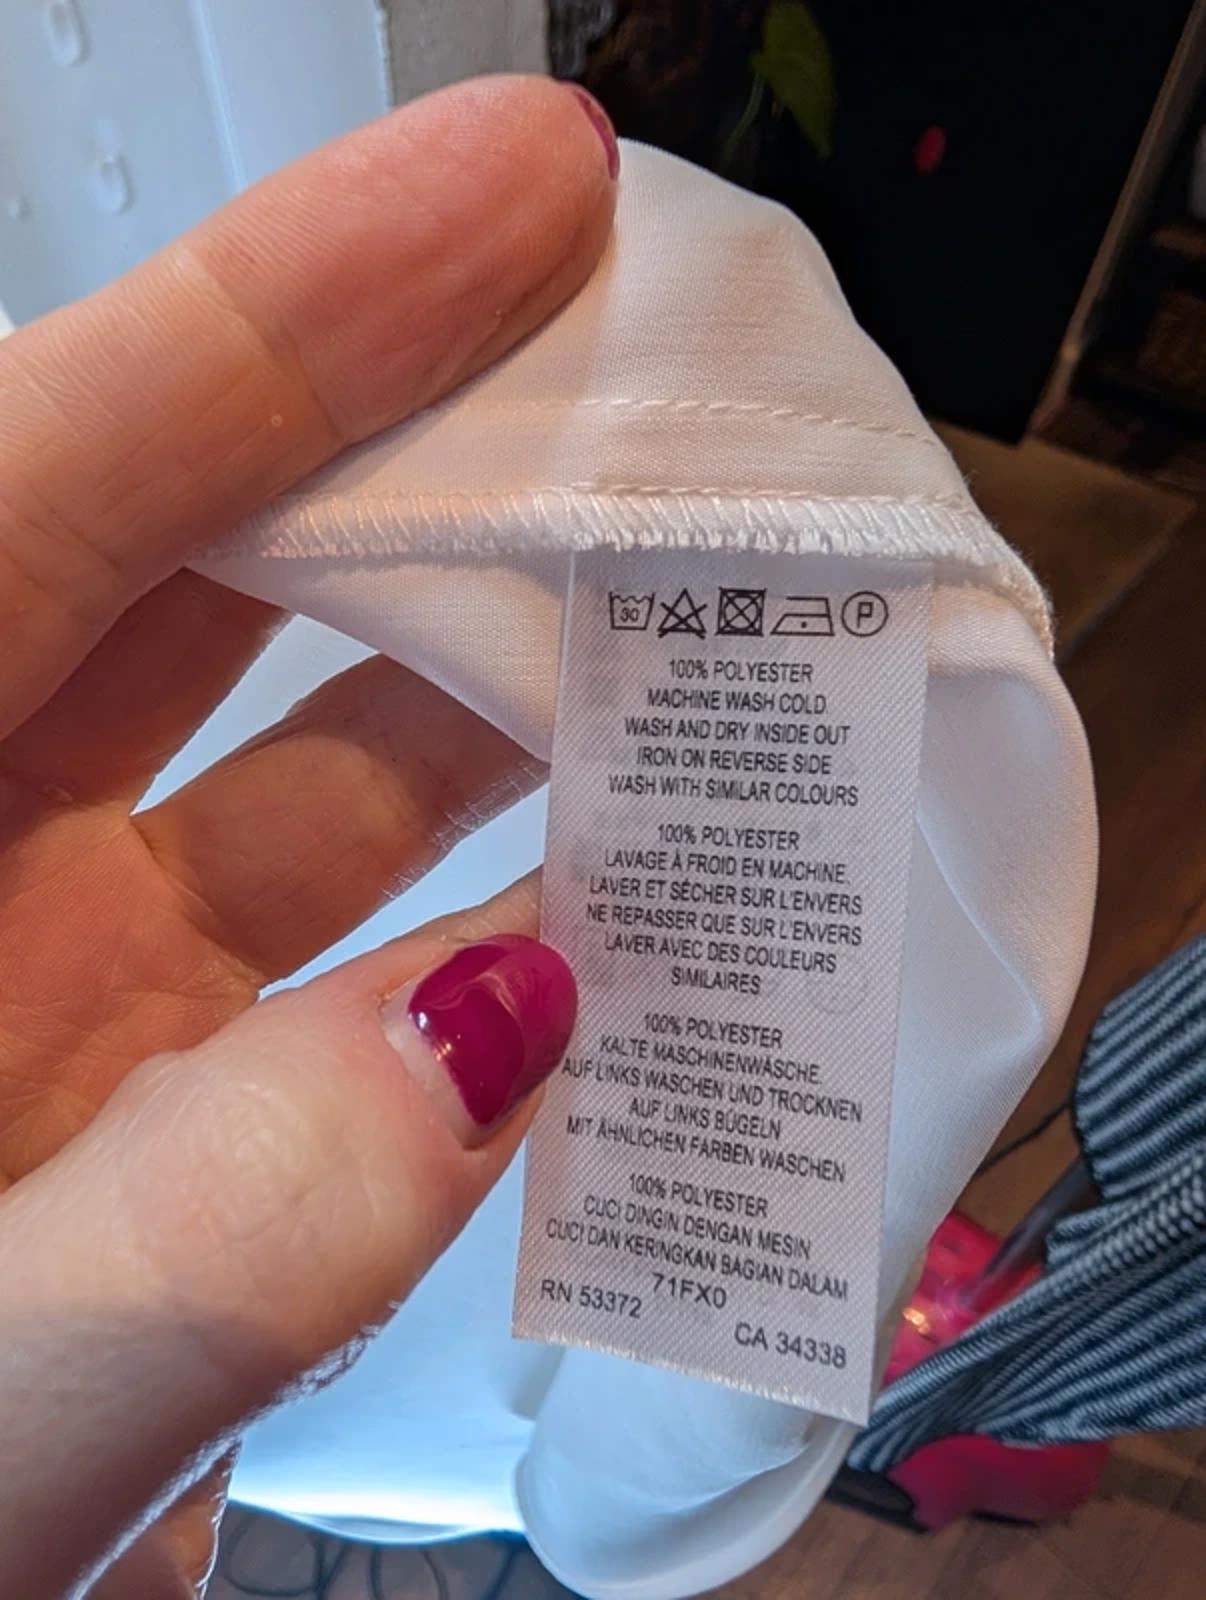 30 P
100% POLYESTER
MACHINE WASH COLD.
WASH AND DRY INSIDE OUT
IRON ON REVERSE SIDE
WASH WITH SIMILAR COLOURS
100% POLYESTER
LAVAGE À FROID EN MACHINE.
LAVER ET SÉCHER SUR L'ENVERS
NE REPASSER QUE SUR L'ENVERS
LAVER AVEC DES COULEURS
SIMILAIRES
100% POLYESTER
KALTE MASCHINENWÄSCHE.
AUF LINKS WASCHEN UND TROCKNEN
AUF LINKS BÜGELN
MIT ÄHNLICHEN FARBEN WASCHEN
100% POLYESTER
CUCI DINGIN DENGAN MESIN
CUCI DAN KERINGKAN BAGIAN DALAM
71FX0
RN 53372
CA 34338